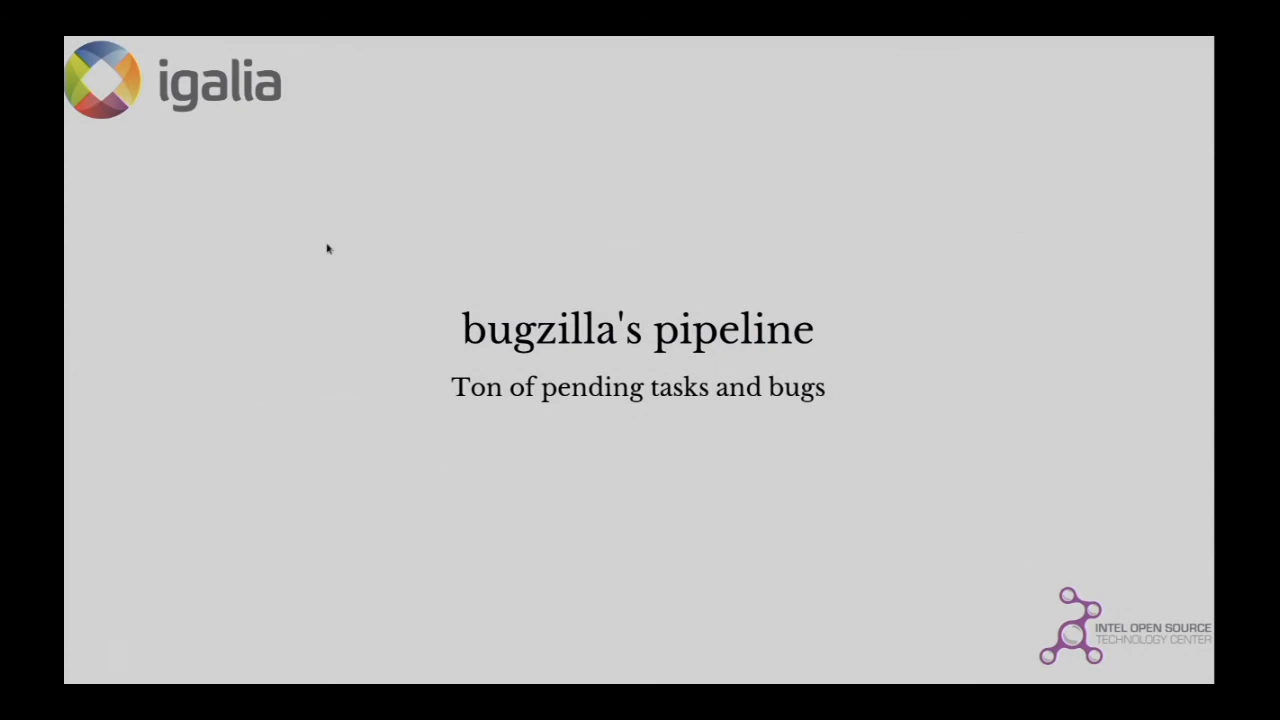 igalia
bugzilla's pipeline
Ton of pending tasks and bugs
INTEL OPEN SOURCE
TECHNOLOGY CENTER